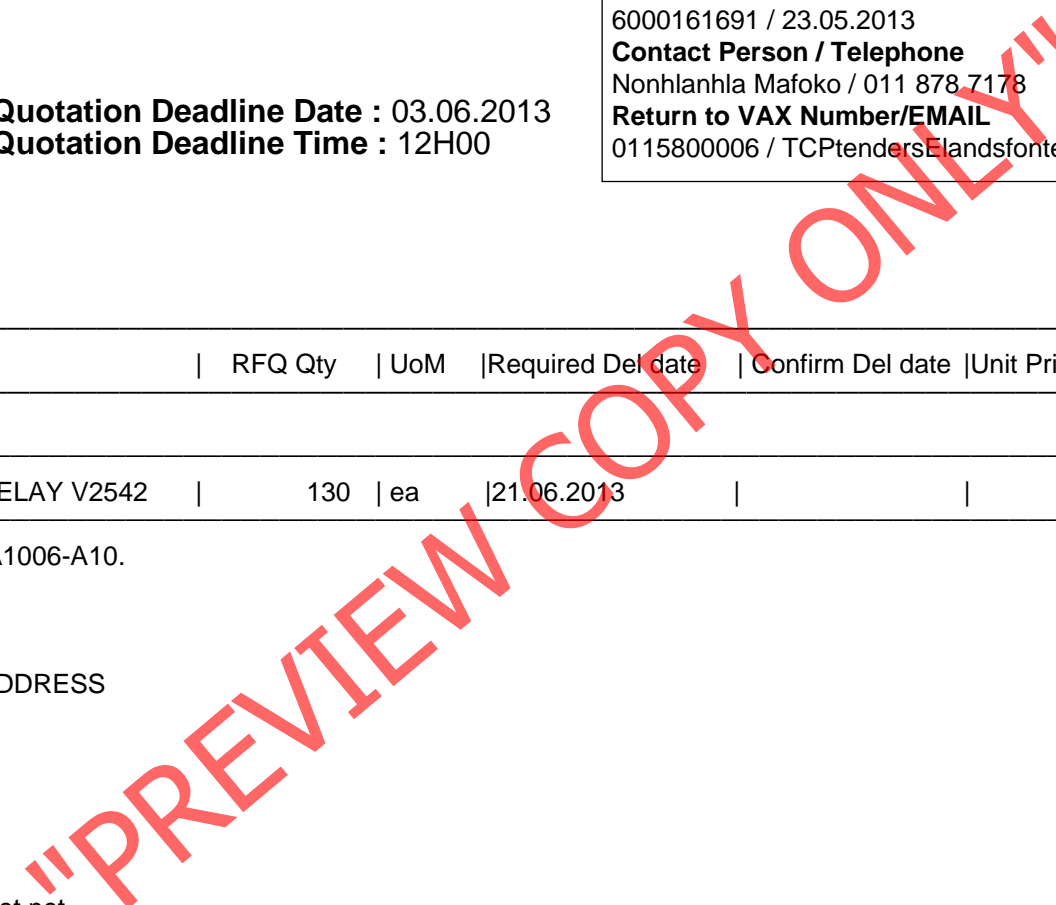 6000161691 / 23.05.2013
Contact Person / Telephone
Nonhlanhla Mafoko / 011 878 7178
Return to VAX Number/EMAIL
0115800006 / TCPtendersElandsfonte
Quotation Deadline Date : 03.06.2013
Quotation Deadline Time : 12H00
| RFQ Qty | UoM |Required Del date | Confirm Del date |Unit Pri
ELAY V2542 | 130 | ea |21.06.2013 | |
1006-A10.
DDRESS
"PREVIEW COPY ONLY"